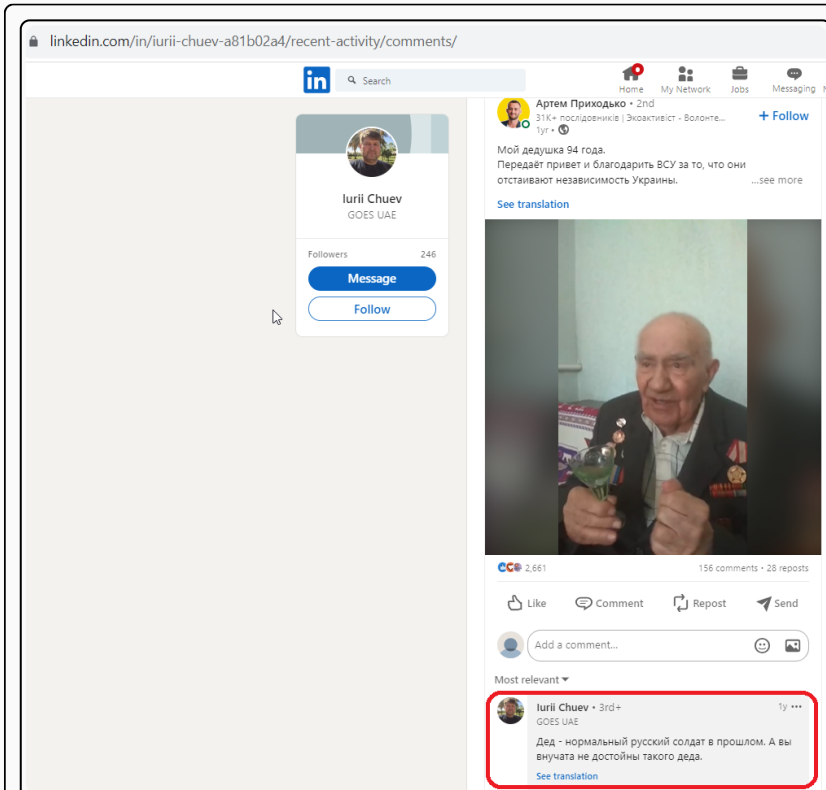 linkedin.com/in/iurii-chuev-a81b02a4/recent-activity/comments/
in
Search
Home
My Network
Jobs
Messaging
Iurii Chuev
GOES UAE
Followers 246
Message
Follow
Артем Приходько • 2nd
31K+ послідовників | Экоактивіст - Волонте...
1yr •
+ Follow
Мой дедушка 94 года.
Передаёт привет и благодарить ВСУ за то, что они
отстаивают независимость Украины. ...see more
See translation
2,661
156 comments • 28 reposts
Like
Comment
Repost
Send
Add a comment...
Most relevant
Iurii Chuev • 3rd+
1y
GOES UAE
Дед - нормальный русский солдат в прошлом. А вы
внучата не достойны такого деда.
See translation